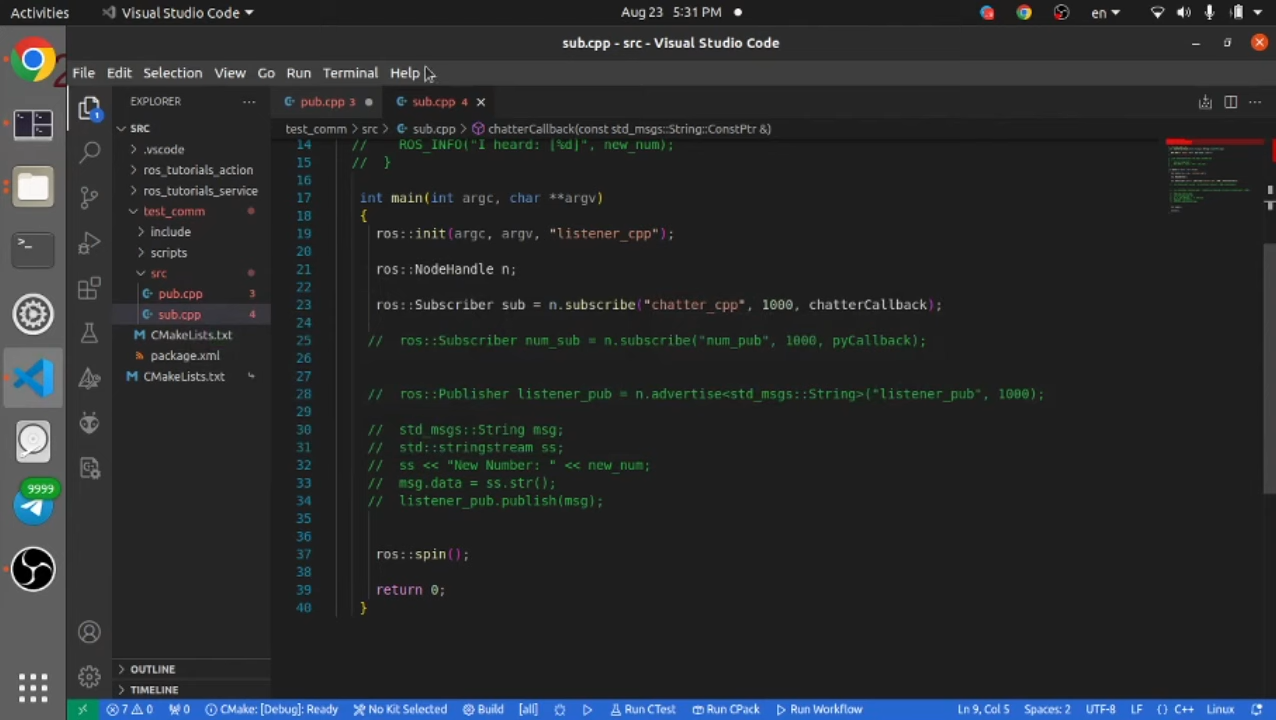 Activities
Visual Studio Code
Aug 23 5:31 PM
en
sub.cpp - src - Visual Studio Code
File Edit Selection View Go Run Terminal Help
EXPLORER
pub.cpp 3
sub.cpp 4
SRC
test_comm > src > sub.cpp > chatterCallback(const std_msgs::String::ConstPtr &)
.vscode
ros_tutorials_action
ros_tutorials_service
test_comm
include
scripts
src
pub.cpp 3
sub.cpp 4
CMakeLists.txt
package.xml
CMakeLists.txt
14 // ROS_INFO("I heard: [%d]", new_num);
15 // }
16
17 int main(int argc, char **argv)
18 {
19 ros::init(argc, argv, "listener_cpp");
20
21 ros::NodeHandle n;
22
23 ros::Subscriber sub = n.subscribe("chatter_cpp", 1000, chatterCallback);
24
25 // ros::Subscriber num_sub = n.subscribe("num_pub", 1000, pyCallback);
26
27
28 // ros::Publisher listener_pub = n.advertise<std_msgs::String>("listener_pub", 1000);
29
30 // std_msgs::String msg;
31 // std::stringstream ss;
32 // ss << "New Number: " << new_num;
33 // msg.data = ss.str();
34 // listener_pub.publish(msg);
35
36
37 ros::spin();
38
39 return 0;
40 }
1
9999
OUTLINE
TIMELINE
7 0 0 CMake: [Debug]: Ready No Kit Selected Build [all] Run CTest Run CPack Run Workflow Ln 9, Col 5 Spaces: 2 UTF-8 LF {} C++ Linux